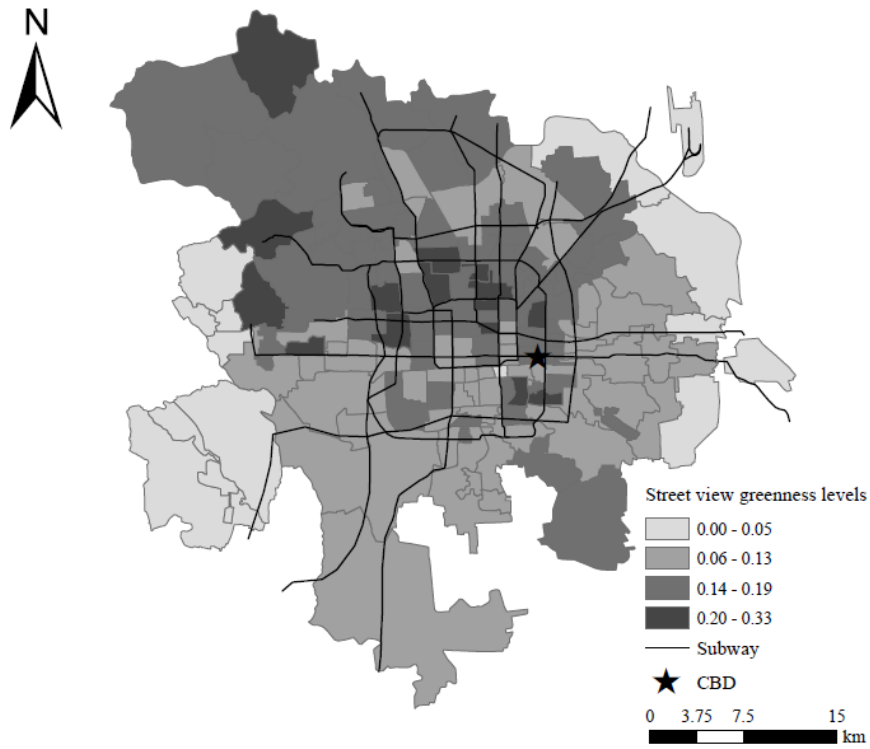 N
Street view greenness levels
0.00 - 0.05
0.06 - 0.13
0.14 - 0.19
0.20 - 0.33
Subway
CBD
0 3.75 7.5 15
km